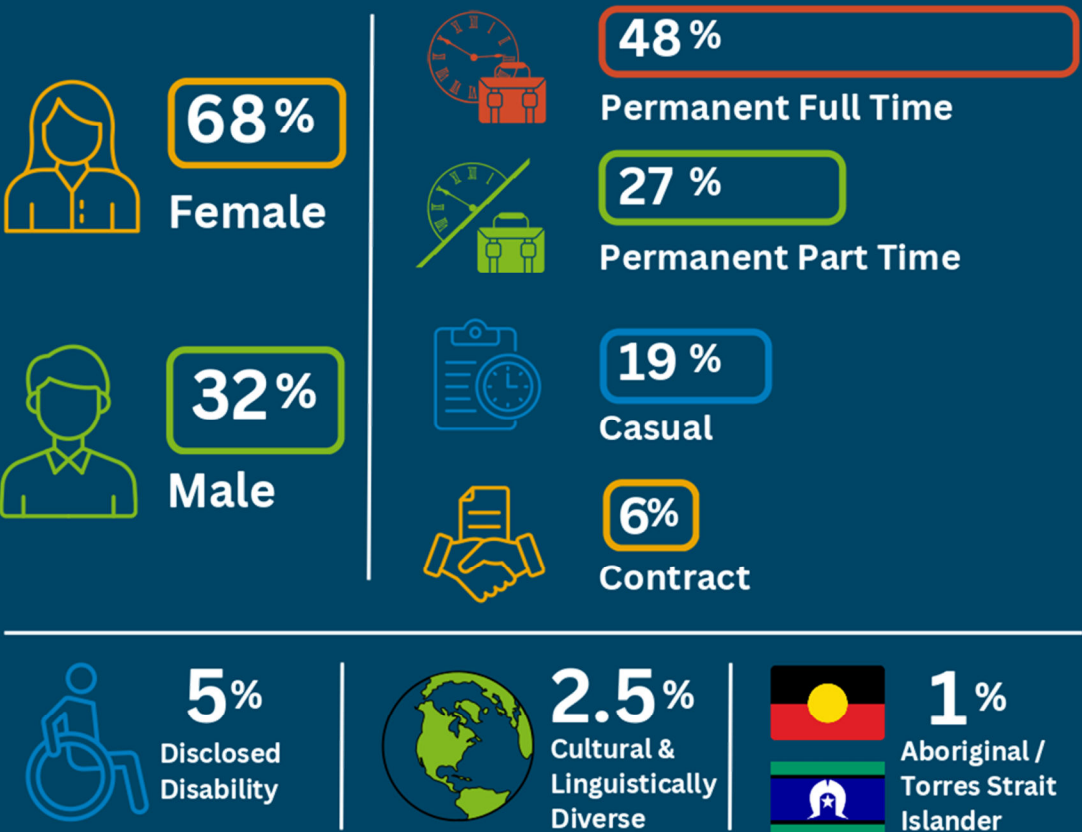 68%
Female
32%
Male
48 %
Permanent Full Time
27 %
Permanent Part Time
19 %
Casual
6%
Contract
5%
Disclosed
Disability
2.5%
Cultural &
Linguistically
Diverse
1%
Aboriginal /
Torres Strait
Islander